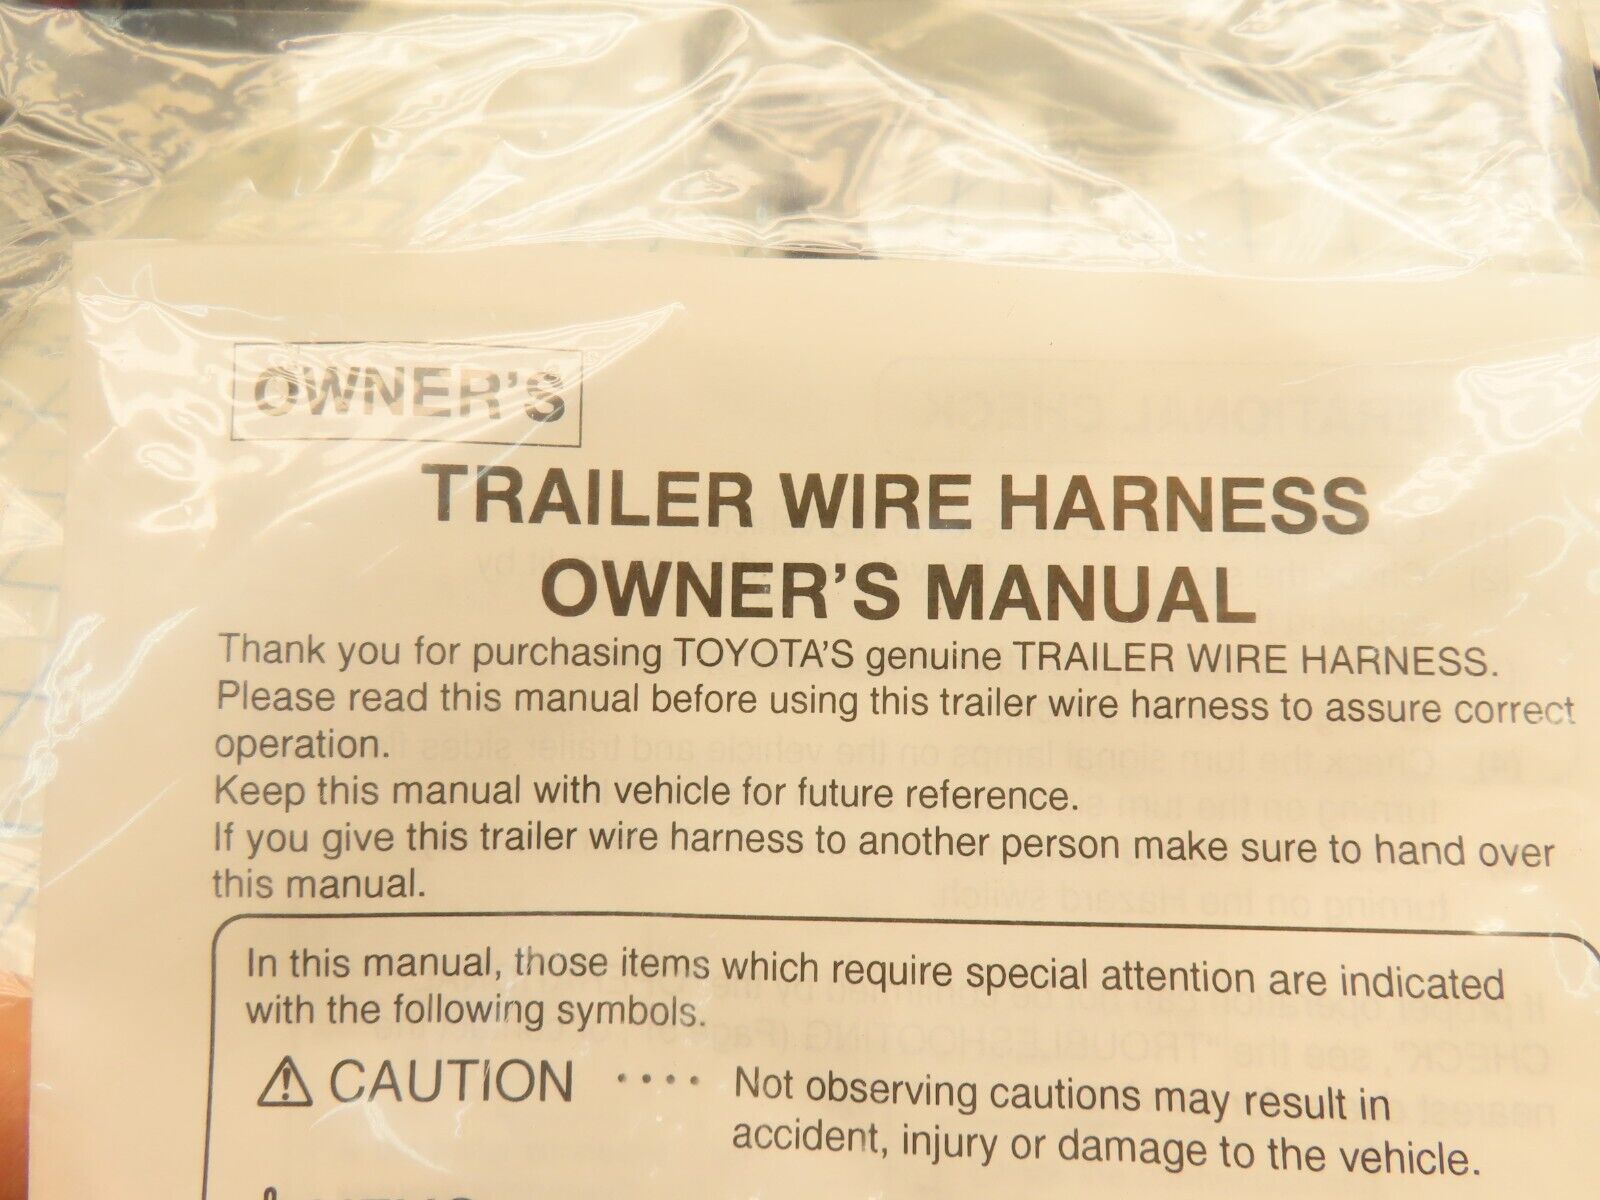 OWNER'S
TRAILER WIRE HARNESS
OWNER'S MANUAL
Thank you for purchasing TOYOTA'S genuine TRAILER WIRE HARNESS.
Please read this manual before using this trailer wire harness to assure correct
operation.
Keep this manual with vehicle for future reference.
If you give this trailer wire harness to another person make sure to hand over
this manual.
In this manual, those items which require special attention are indicated
with the following symbols.
⚠ CAUTION ···· Not observing cautions may result in
accident, injury or damage to the vehicle.